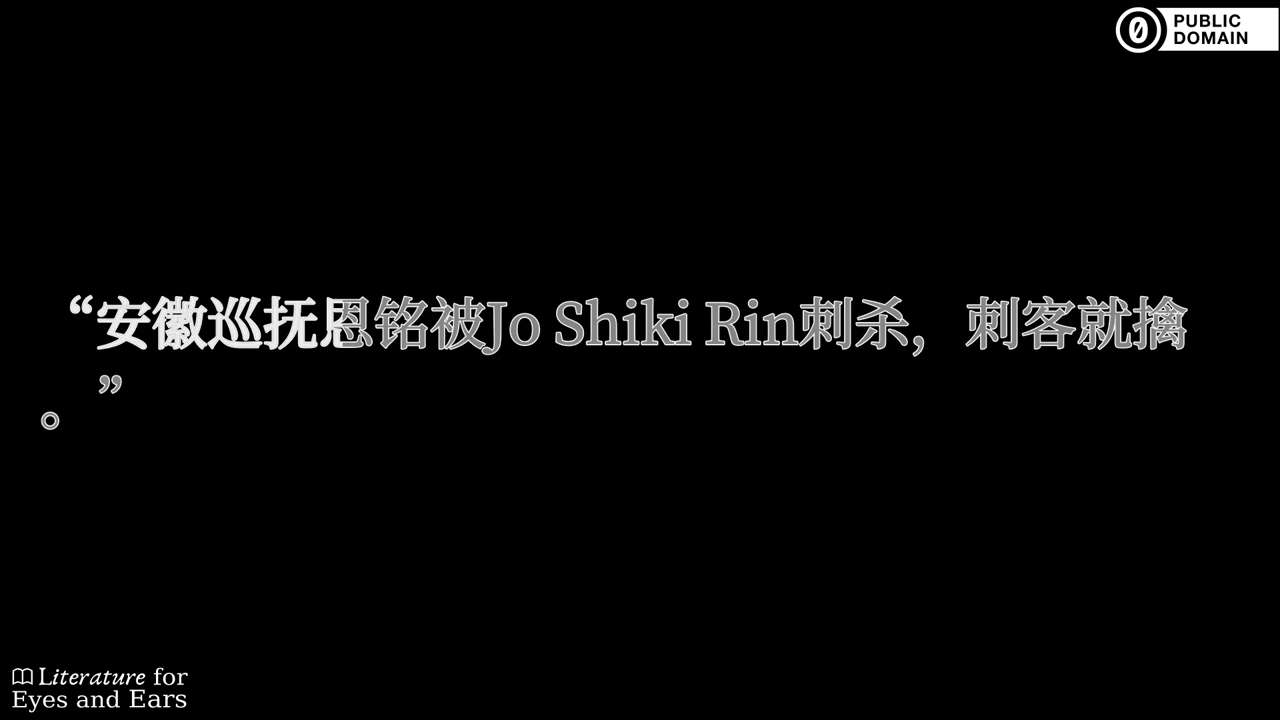 PUBLIC
DOMAIN
“安徽巡抚恩铭被Jo Shiki Rin刺杀，刺客就擒
。”
Literature for
Eyes and Ears